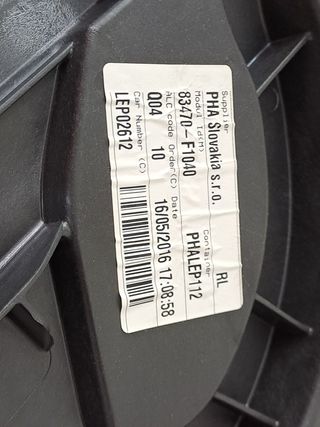 Supplier
PHA Slovakia s.r.o. RL
Modul Id(M) Container
83470-F1040 PHALEP112
ALC code Order(C) Date
004 10 16/05/2016 17:08:58
Car Number (C)
LEP02612